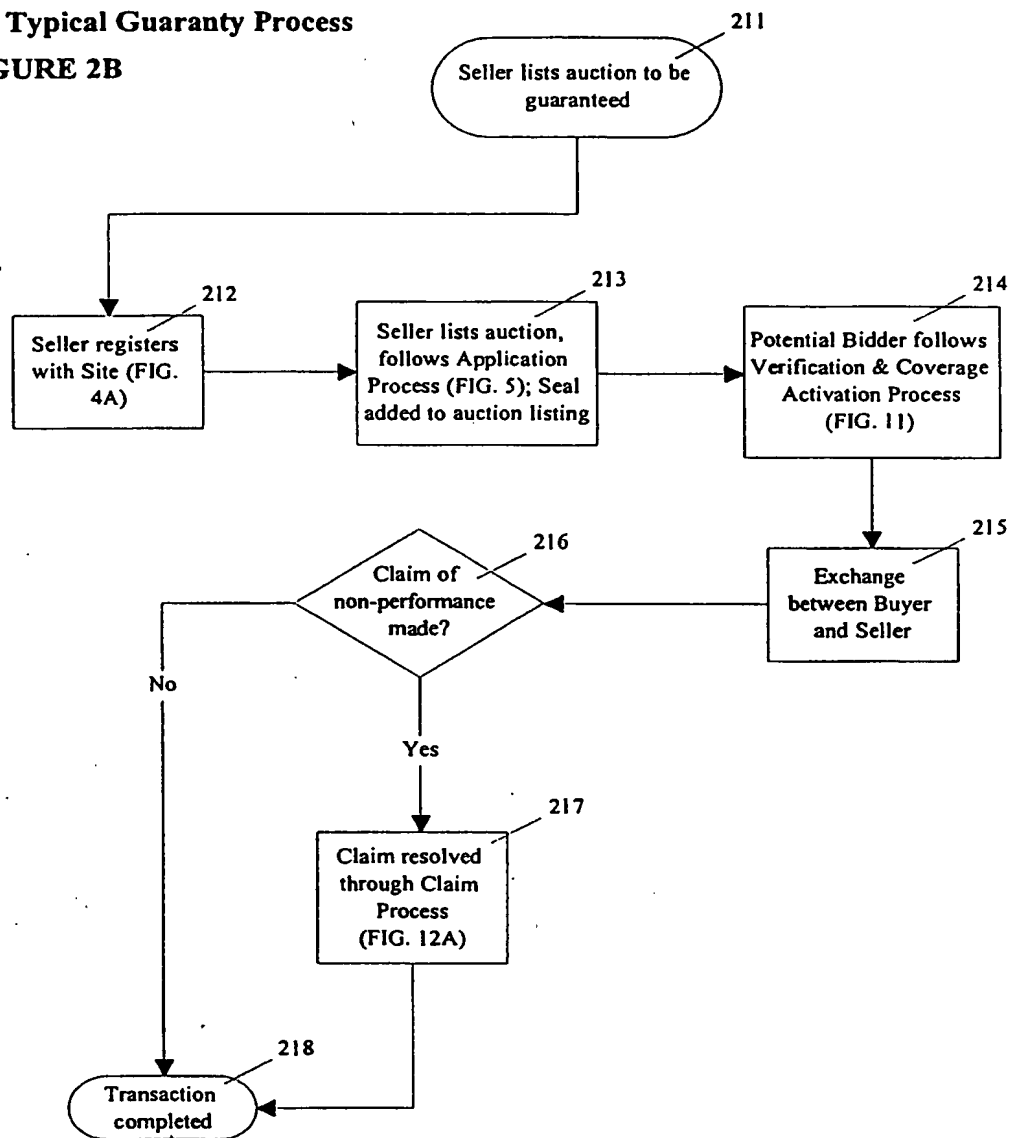 Typical Guaranty Process
GURE 2B
211
Seller lists auction to be
guaranteed
212
Seller registers
with Site (FIG.
4A)
213
Seller lists auction,
follows Application
Process (FIG. 5); Seal
added to auction listing
214
Potential Bidder follows
Verification & Coverage
Activation Process
(FIG. 11)
215
Exchange
between Buyer
and Seller
216
Claim of
non-performance
made?
No
Yes
217
Claim resolved
through Claim
Process
(FIG. 12A)
218
Transaction
completed